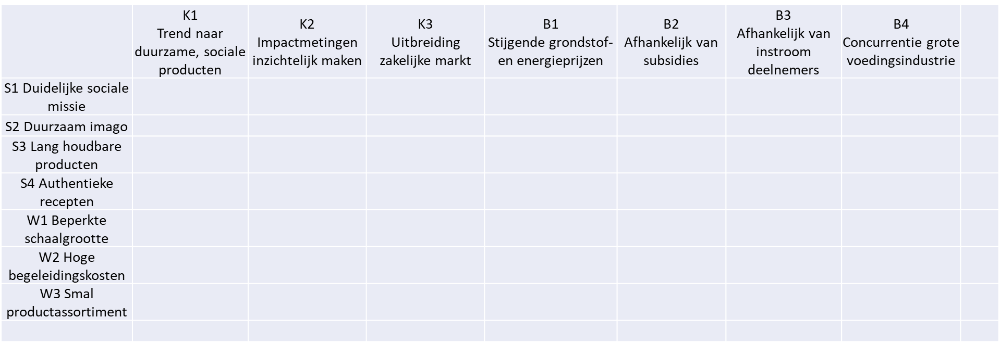 K1
Trend naar
duurzame, sociale
producten
K2
Impactmetingen
inzichtelijk maken
K3
Uitbreiding
zakelijke markt
B1
Stijgende grondstof-
en energieprijzen
B2
Afhankelijk van
subsidies
B3
Afhankelijk van
instroom
deelnemers
B4
Concurrentie grote
voedingsindustrie
S1 Duidelijke sociale
missie
S2 Duurzaam imago
S3 Lang houdbare
producten
S4 Authentieke
recepten
W1 Beperkte
schaalgrootte
W2 Hoge
begeleidingskosten
W3 Smal
productassortiment